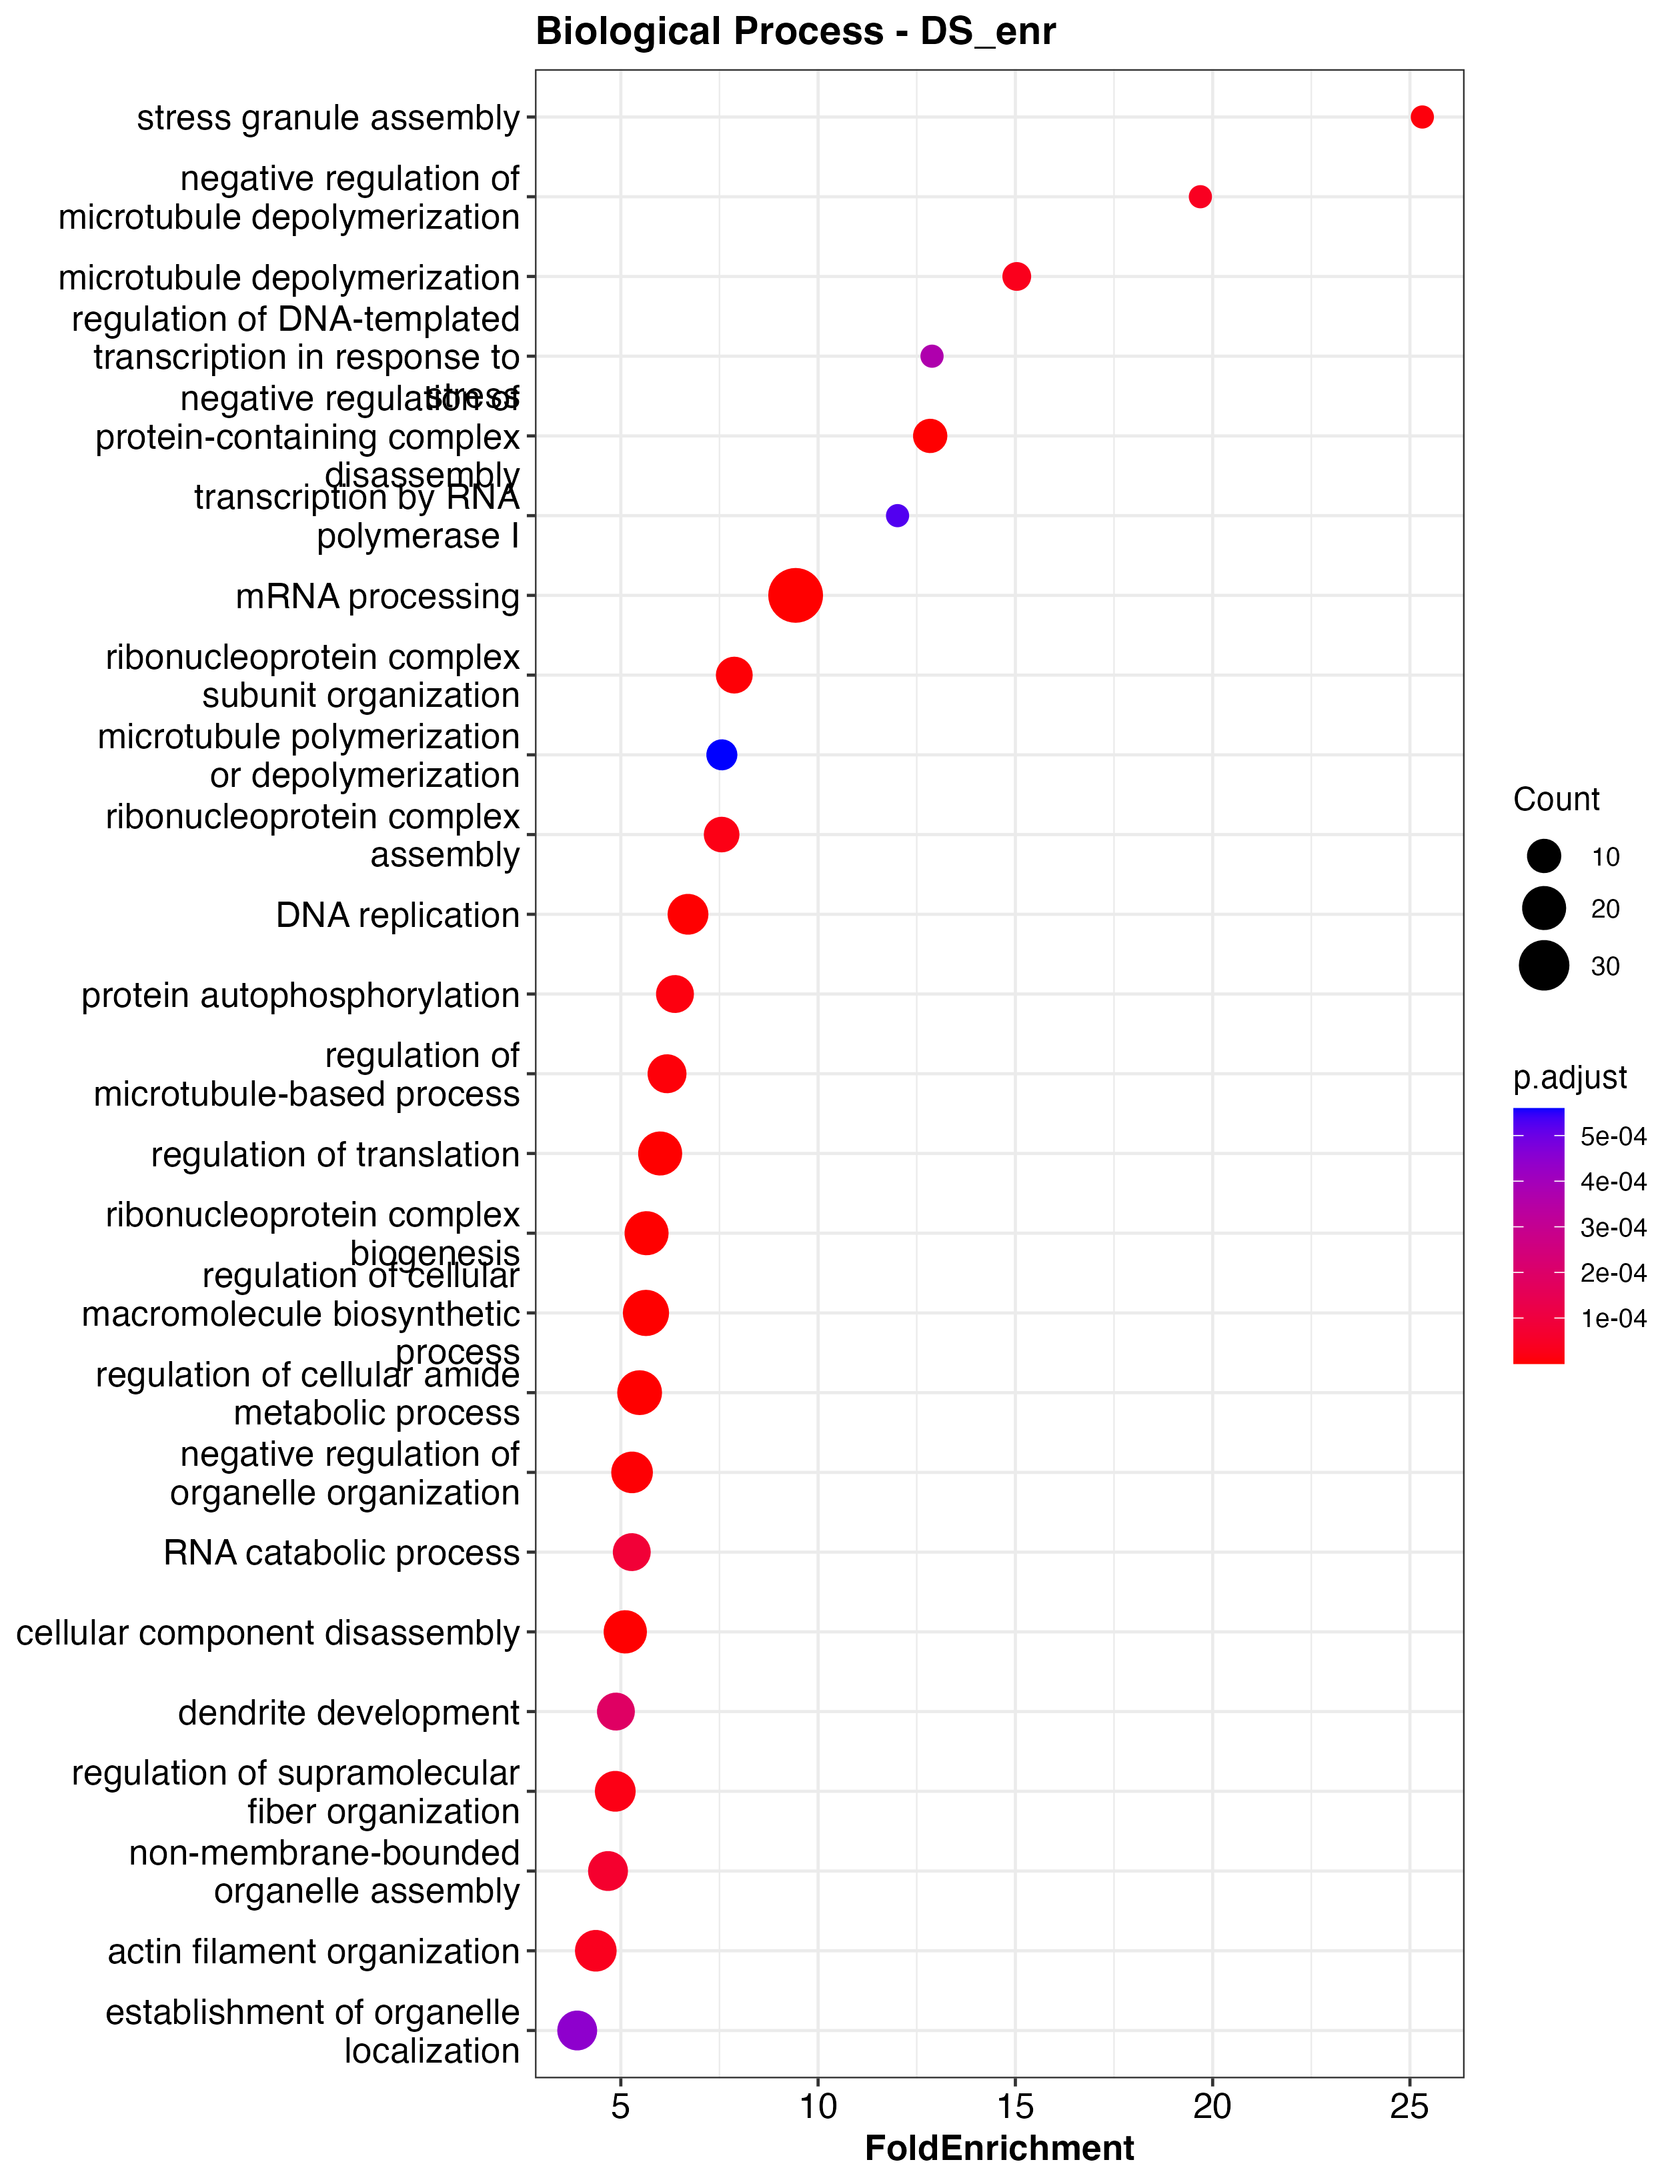 Biological Process - DS_enr
stress granule assembly
negative regulation of
microtubule depolymerization
microtubule depolymerization
regulation of DNA-templated
transcription in response to
stress
negative regulation of
protein-containing complex
disassembly
transcription by RNA
polymerase I
mRNA processing
ribonucleoprotein complex
subunit organization
microtubule polymerization
or depolymerization
ribonucleoprotein complex
assembly
DNA replication
protein autophosphorylation
regulation of
microtubule-based process
regulation of translation
ribonucleoprotein complex
biogenesis
regulation of cellular
macromolecule biosynthetic
process
regulation of cellular amide
metabolic process
negative regulation of
organelle organization
RNA catabolic process
cellular component disassembly
dendrite development
regulation of supramolecular
fiber organization
non-membrane-bounded
organelle assembly
actin filament organization
establishment of organelle
localization
5 10 15 20 25
FoldEnrichment
Count
10
20
30
p.adjust
5e-04
4e-04
3e-04
2e-04
1e-04